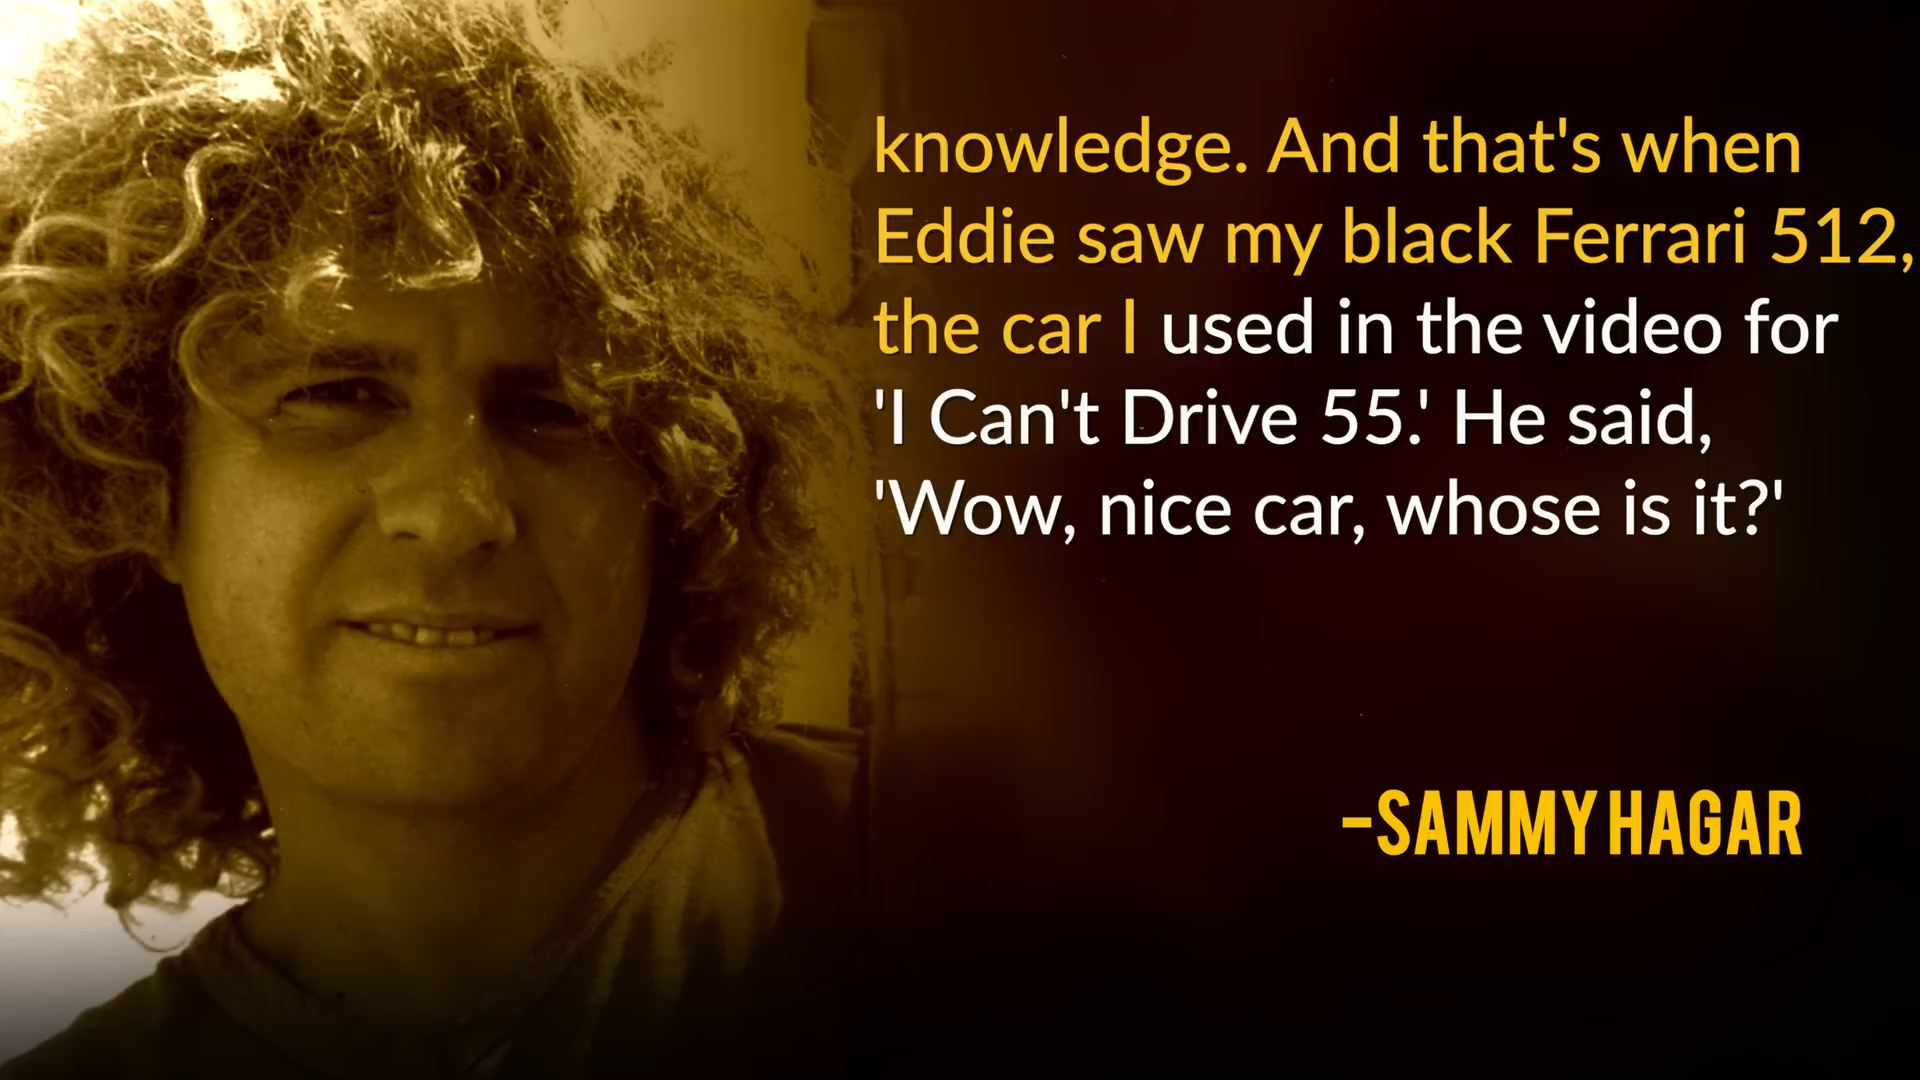 knowledge. And that's when
Eddie saw my black Ferrari 512,
the car I used in the video for
'I Can't Drive 55.' He said,
'Wow, nice car, whose is it?'
-SAMMY HAGAR